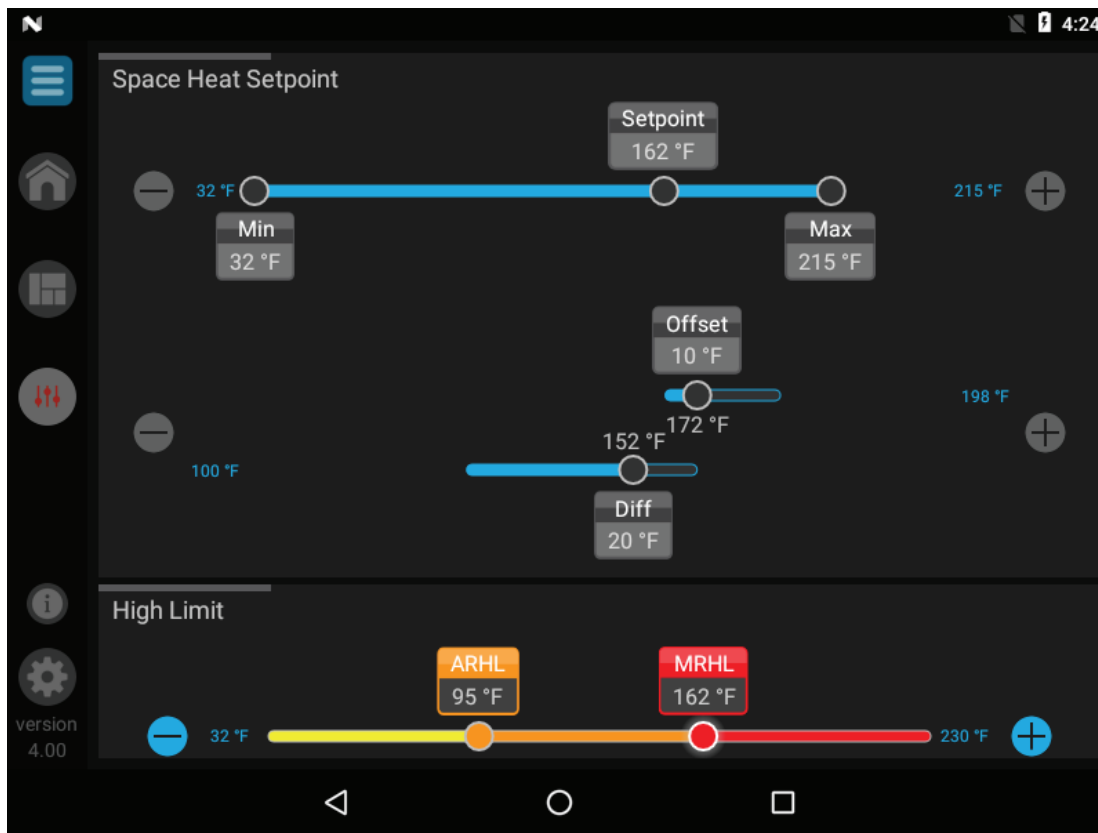 N
4:24
Space Heat Setpoint
Setpoint
162 °F
32 °F
215 °F
Min
32 °F
Max
215 °F
Offset
10 °F
198 °F
172 °F
152 °F
100 °F
Diff
20 °F
i
High Limit
ARHL
95 °F
MRHL
162 °F
version
4.00
32 °F
230 °F